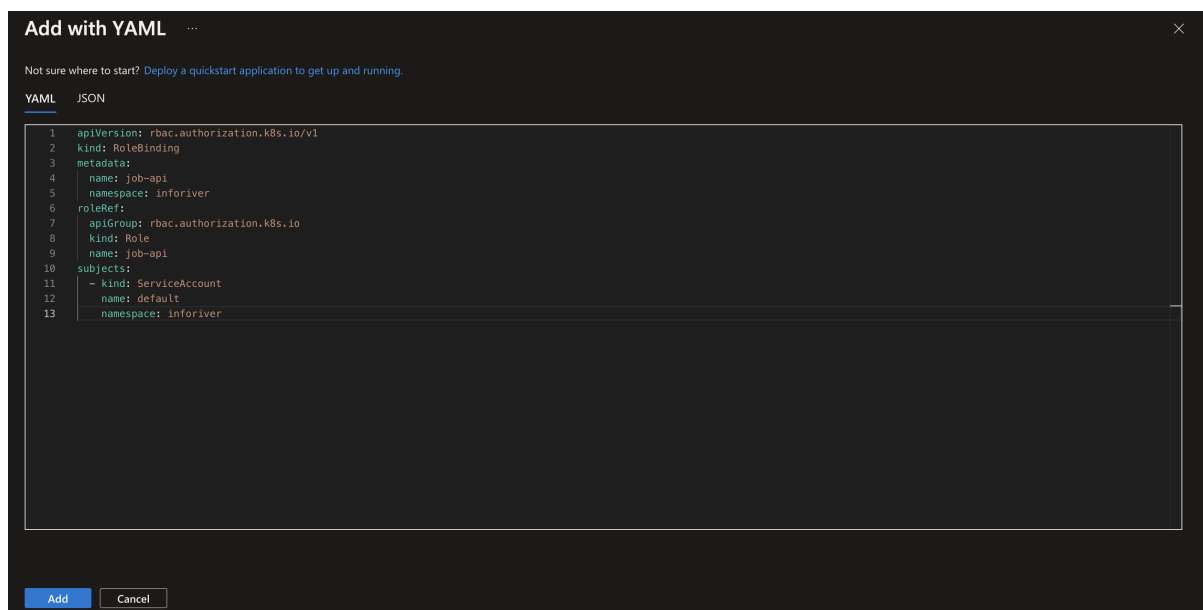 Add with YAML ...
Not sure where to start? Deploy a quickstart application to get up and running.
YAML JSON
1 apiVersion: rbac.authorization.k8s.io/v1
2 kind: RoleBinding
3 metadata:
4   name: job-api
5   namespace: inforiver
6 roleRef:
7   apiGroup: rbac.authorization.k8s.io
8   kind: Role
9   name: job-api
10 subjects:
11   - kind: ServiceAccount
12     name: default
13     namespace: inforiver
Add Cancel